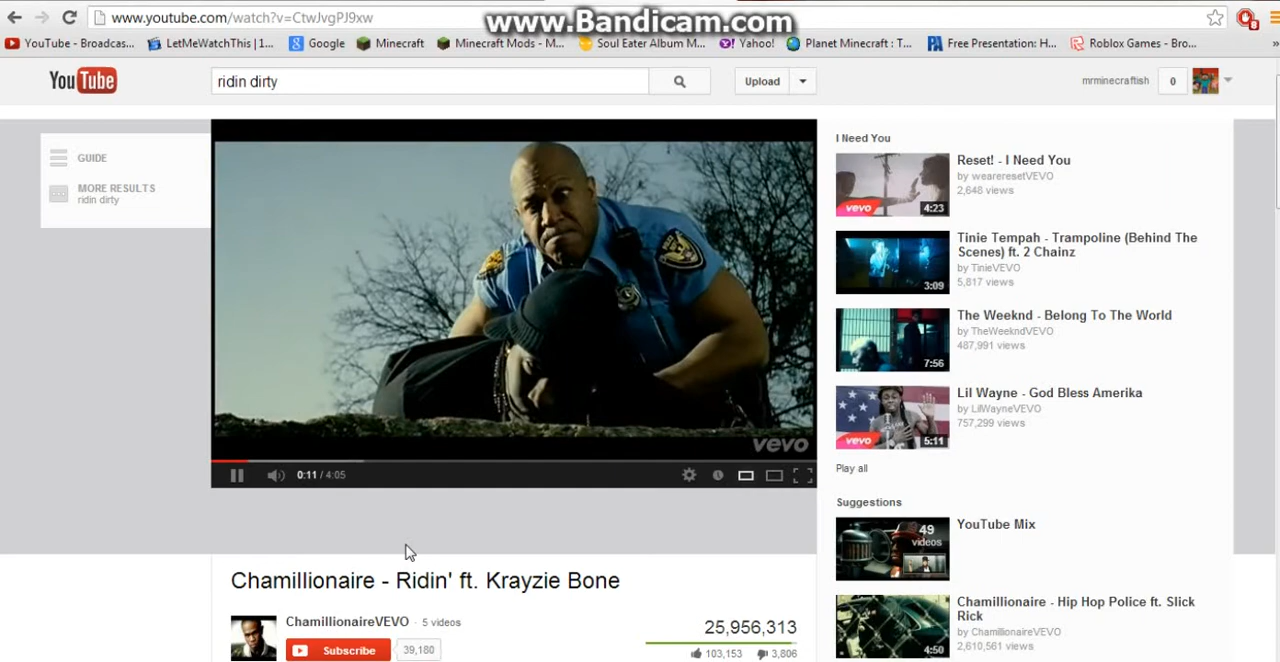 www.Bandicam.com
www.youtube.com/watch?v=CtwJvgPJ9xw
8
YouTube - Broadcas...
LetMeWatchThis | 1...
Google
Minecraft
Minecraft Mods - M...
Soul Eater Album M...
Yahoo!
Planet Minecraft : T...
Free Presentation: H...
Roblox Games - Bro...
»
YouTube
ridin dirty
Upload
mrminecraftish
0
GUIDE
MORE RESULTS
ridin dirty
vevo
0:11 / 4:05
Chamillionaire - Ridin' ft. Krayzie Bone
ChamillionaireVEVO · 5 videos
Subscribe
39,180
25,956,313
103,153
3,806
I Need You
vevo
4:23
Reset! - I Need You
by weareresetVEVO
2,648 views
3:09
Tinie Tempah - Trampoline (Behind The
Scenes) ft. 2 Chainz
by TinieVEVO
5,817 views
7:56
The Weeknd - Belong To The World
by TheWeekndVEVO
487,991 views
vevo
5:11
Lil Wayne - God Bless Amerika
by LilWayneVEVO
757,299 views
Play all
Suggestions
49
videos
YouTube Mix
4:50
Chamillionaire - Hip Hop Police ft. Slick
Rick
by ChamillionaireVEVO
2,610,561 views